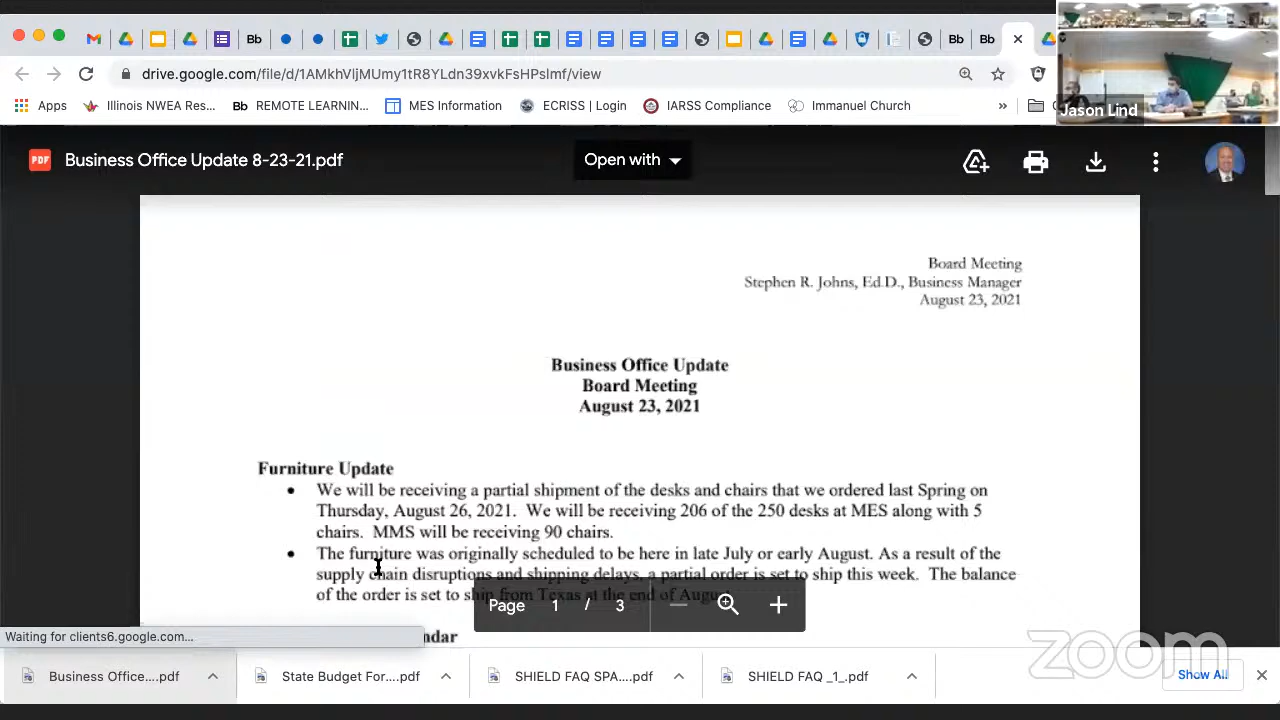 Bb
Bb
Bb
drive.google.com/file/d/1AMkhVljMUmy1tR8YLdn39xvkFsHPslmf/view
Apps
Illinois NWEA Res...
Bb REMOTE LEARNIN...
MES Information
ECRISS | Login
IARSS Compliance
Immanuel Church
»
Jason Lind
PDF Business Office Update 8-23-21.pdf
Open with
Board Meeting
Stephen R. Johns, Ed.D., Business Manager
August 23, 2021
Business Office Update
Board Meeting
August 23, 2021
Furniture Update
• We will be receiving a partial shipment of the desks and chairs that we ordered last Spring on
Thursday, August 26, 2021. We will be receiving 206 of the 250 desks at MES along with 5
chairs. MMS will be receiving 90 chairs.
• The furniture was originally scheduled to be here in late July or early August. As a result of the
supply chain disruptions and shipping delays, a partial order is set to ship this week. The balance
of the order is set to ship from Texas at the end of Augu
Page 1 / 3
ndar
Waiting for clients6.google.com...
zoom
Business Office....pdf
State Budget For....pdf
SHIELD FAQ SPA....pdf
SHIELD FAQ _1_.pdf
Show All